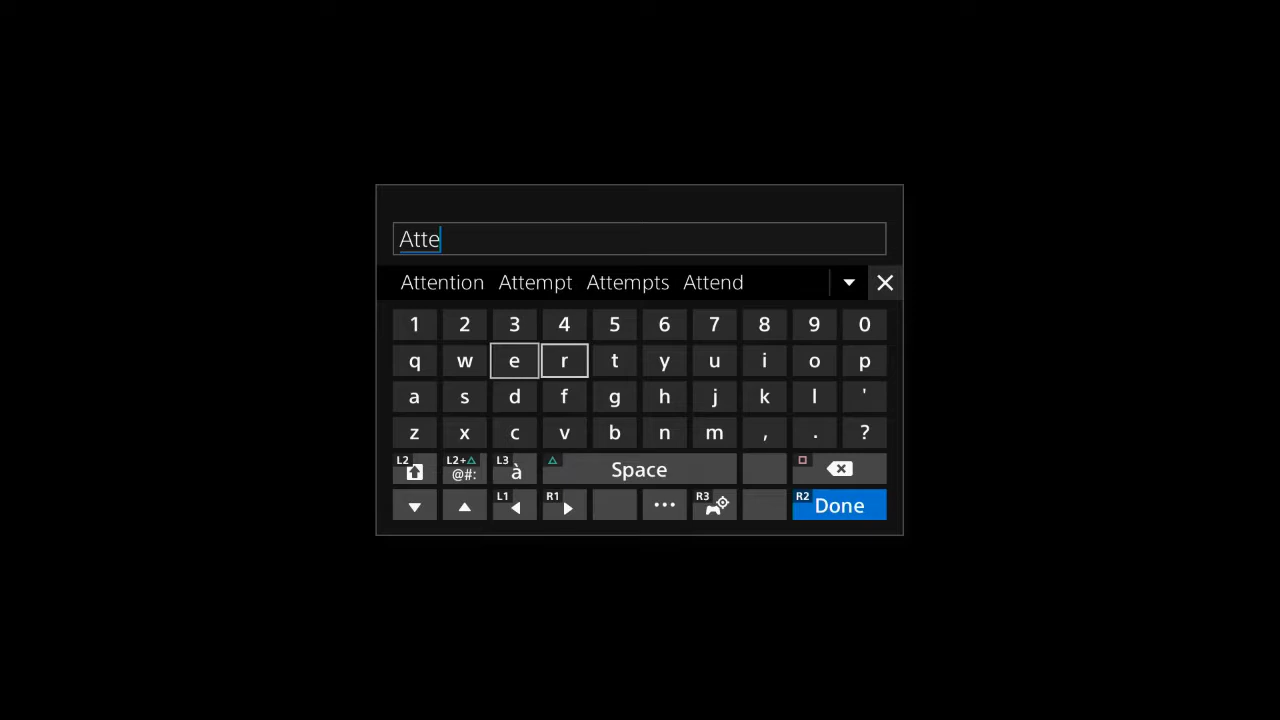 Atte
Attention Attempt Attempts Attend
1 2 3 4 5 6 7 8 9 0
q w e r t y u i o p
a s d f g h j k l '
z x c v b n m , . ?
L2 L2+△ @#: L3 à △ Space
L1 R1 ... R3 R2 Done